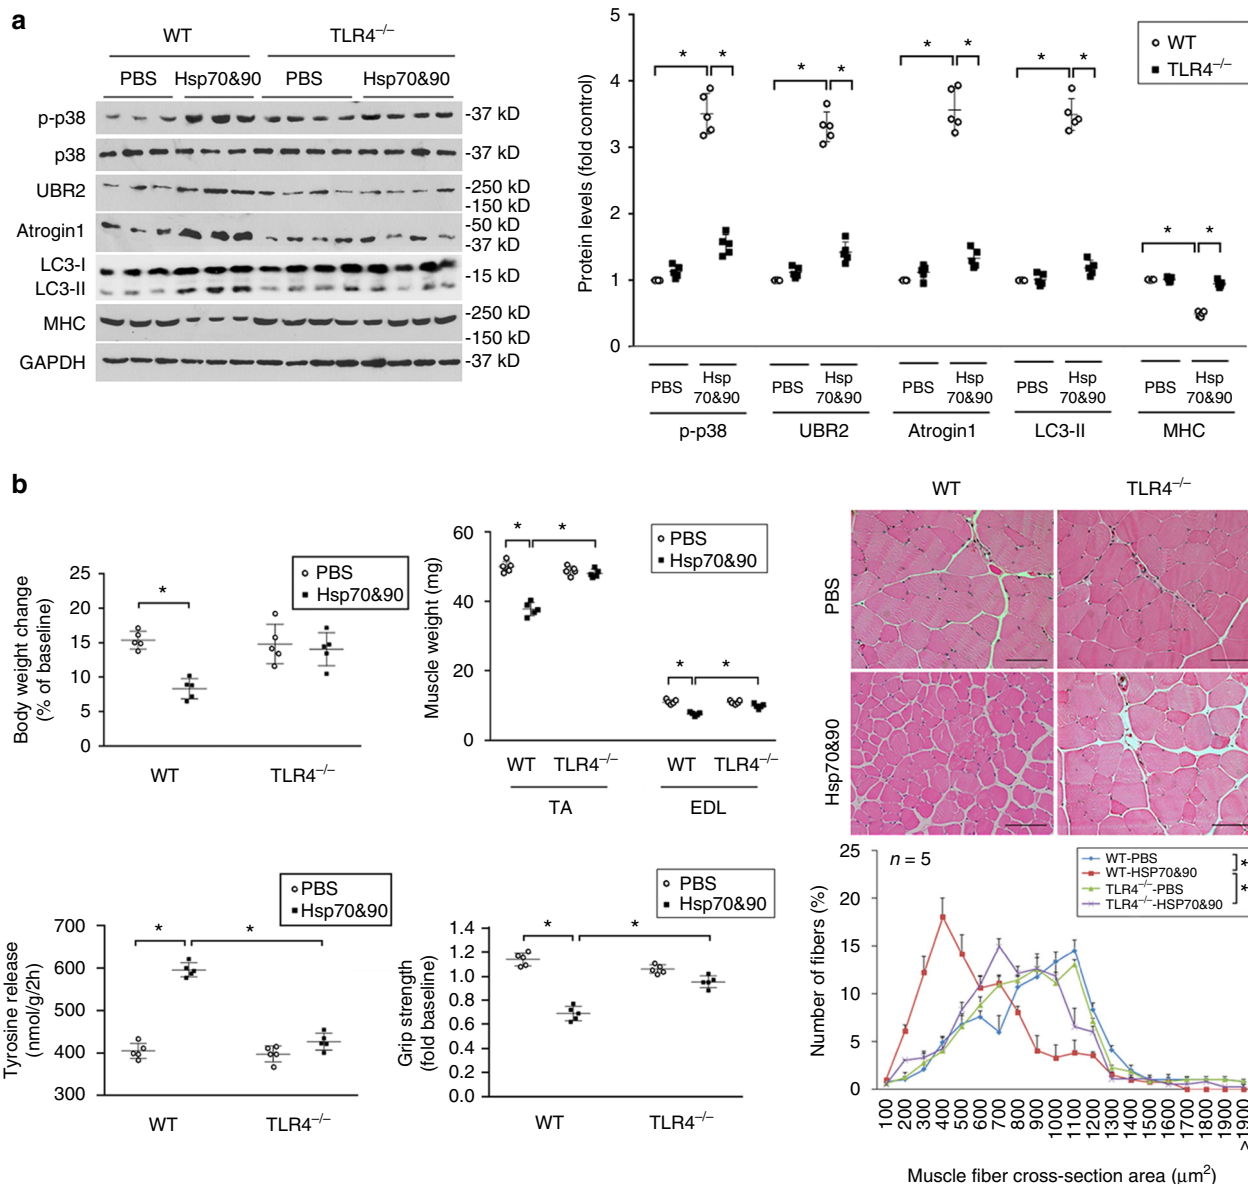 a
WT TLR4−/−
PBS Hsp70&90 PBS Hsp70&90
p-p38 -37 kD
p38 -37 kD
UBR2 -250 kD
-150 kD
Atrogin1 -50 kD
-37 kD
LC3-I
-15 kD
LC3-II
MHC -250 kD
-150 kD
GAPDH -37 kD
Protein levels (fold control)
5
4
3
2
1
0
* * * * * * * * * *
WT
TLR4−/−
PBS Hsp 70&90 PBS Hsp 70&90 PBS Hsp 70&90 PBS Hsp 70&90 PBS Hsp 70&90
p-p38 UBR2 Atrogin1 LC3-II MHC
b
Body weight change
(% of baseline)
25
20
15
10
5
0
*
PBS
Hsp70&90
WT TLR4−/−
Muscle weight (mg)
60
40
20
0
* *
* *
PBS
Hsp70&90
WT TLR4−/− WT TLR4−/−
TA EDL
WT TLR4−/−
PBS
Hsp70&90
Tyrosine release
(nmol/g/2h)
700
600
500
400
300
* *
PBS
Hsp70&90
WT TLR4−/−
Grip strength
(fold baseline)
1.4
1.2
1.0
0.8
0.6
0.4
0.2
0.0
* *
PBS
Hsp70&90
WT TLR4−/−
Number of fibers (%)
25
20
15
10
5
0
n = 5
WT-PBS
WT-HSP70&90
TLR4−/−-PBS
TLR4−/−-HSP70&90
*
*
100 200 300 400 500 600 700 800 900 1000 1100 1200 1300 1400 1500 1600 1700 1800 1900 1900
^
Muscle fiber cross-section area (μm2)